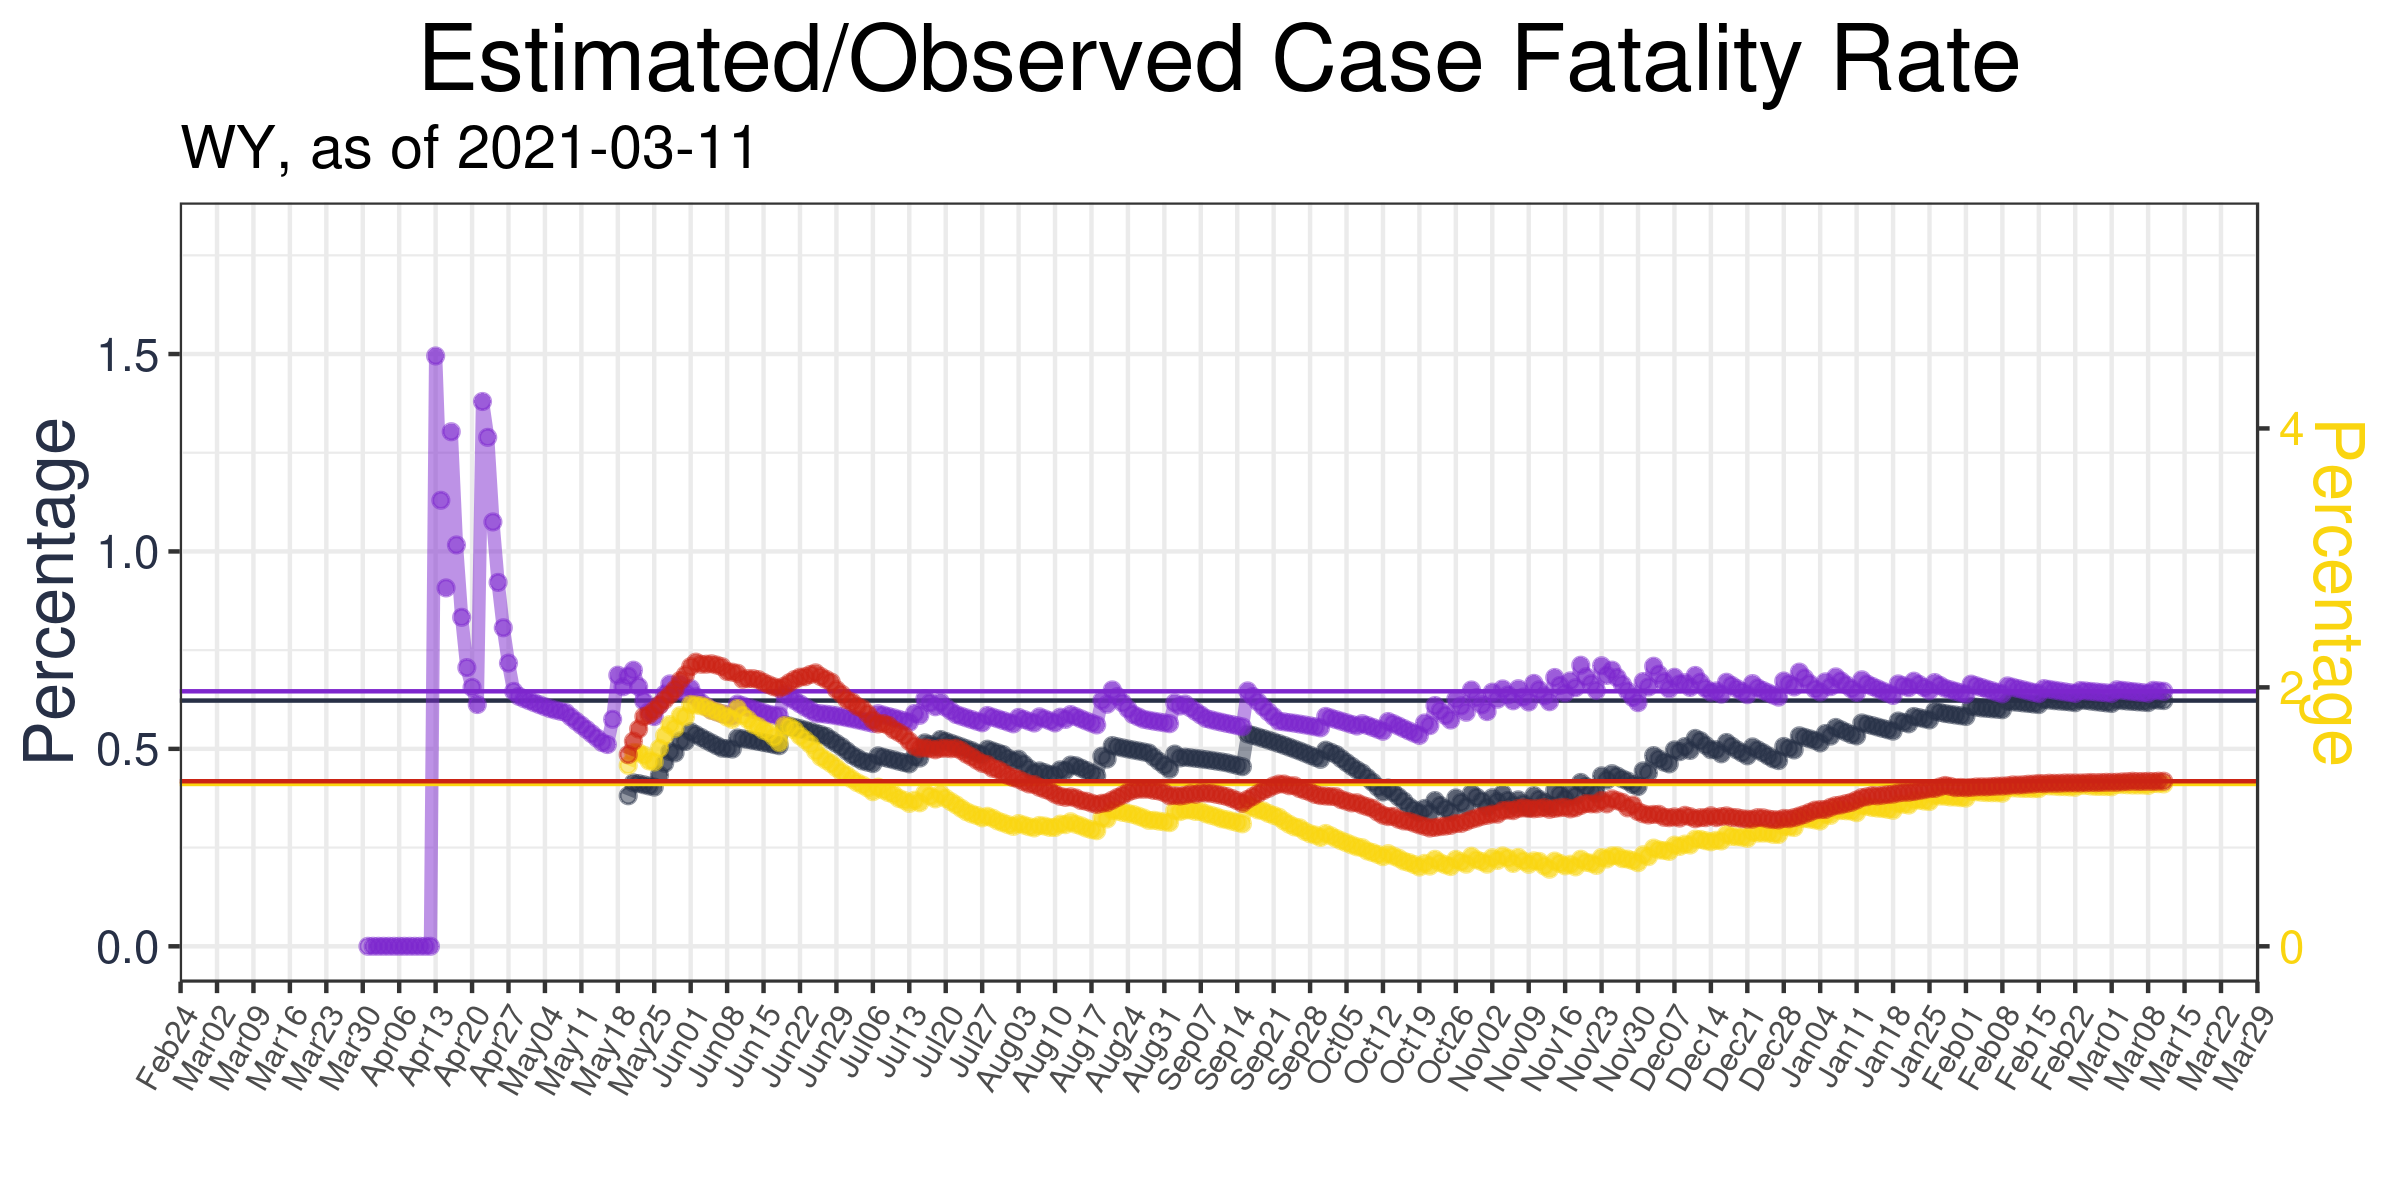 Estimated/Observed Case Fatality Rate
WY, as of 2021-03-11
Percentage
1.5
1.0
0.5
0.0
4
2
0
Percentage
Feb24
Mar02
Mar09
Mar16
Mar23
Mar30
Apr06
Apr13
Apr20
Apr27
May04
May11
May18
May25
Jun01
Jun08
Jun15
Jun22
Jun29
Jul06
Jul13
Jul20
Jul27
Aug03
Aug10
Aug17
Aug24
Aug31
Sep07
Sep14
Sep21
Sep28
Oct05
Oct12
Oct19
Oct26
Nov02
Nov09
Nov16
Nov23
Nov30
Dec07
Dec14
Dec21
Dec28
Jan04
Jan11
Jan18
Jan25
Feb01
Feb08
Feb15
Feb22
Mar01
Mar08
Mar15
Mar22
Mar29